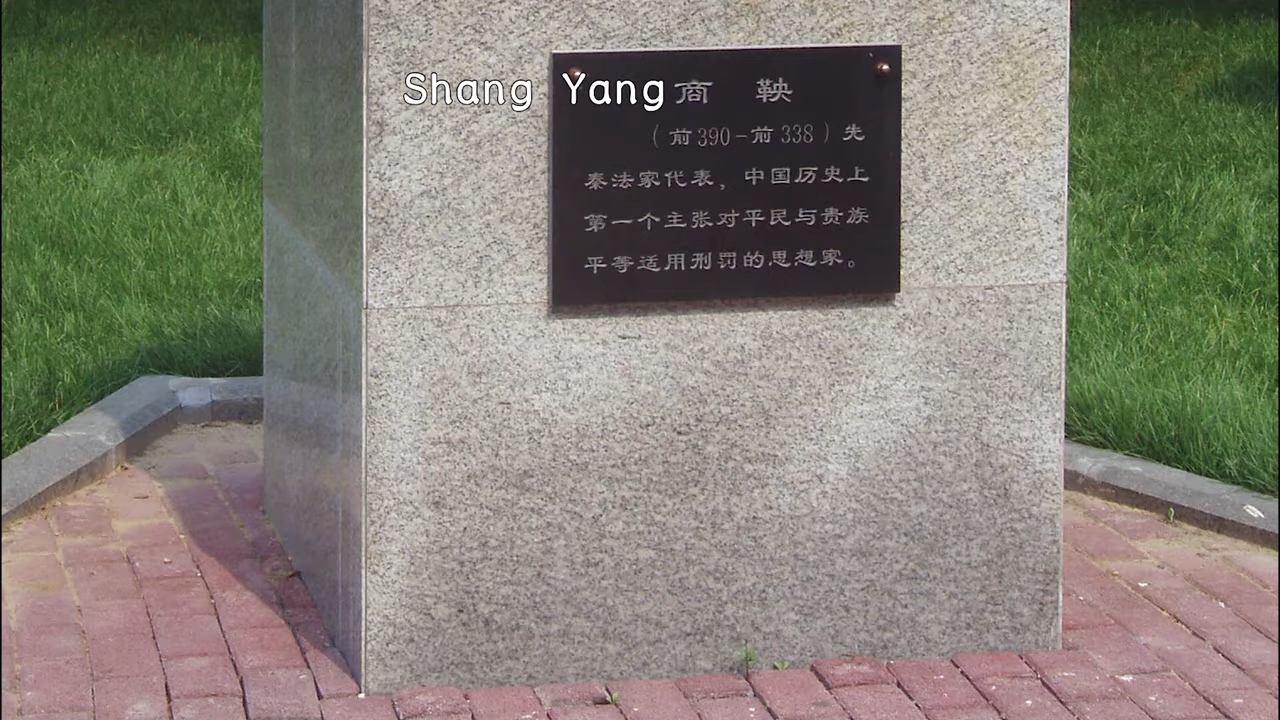 Shang Yang
商 鞅
（前390－前338）先
秦法家代表，中国历史上
第一个主张对平民与贵族
平等适用刑罚的思想家。